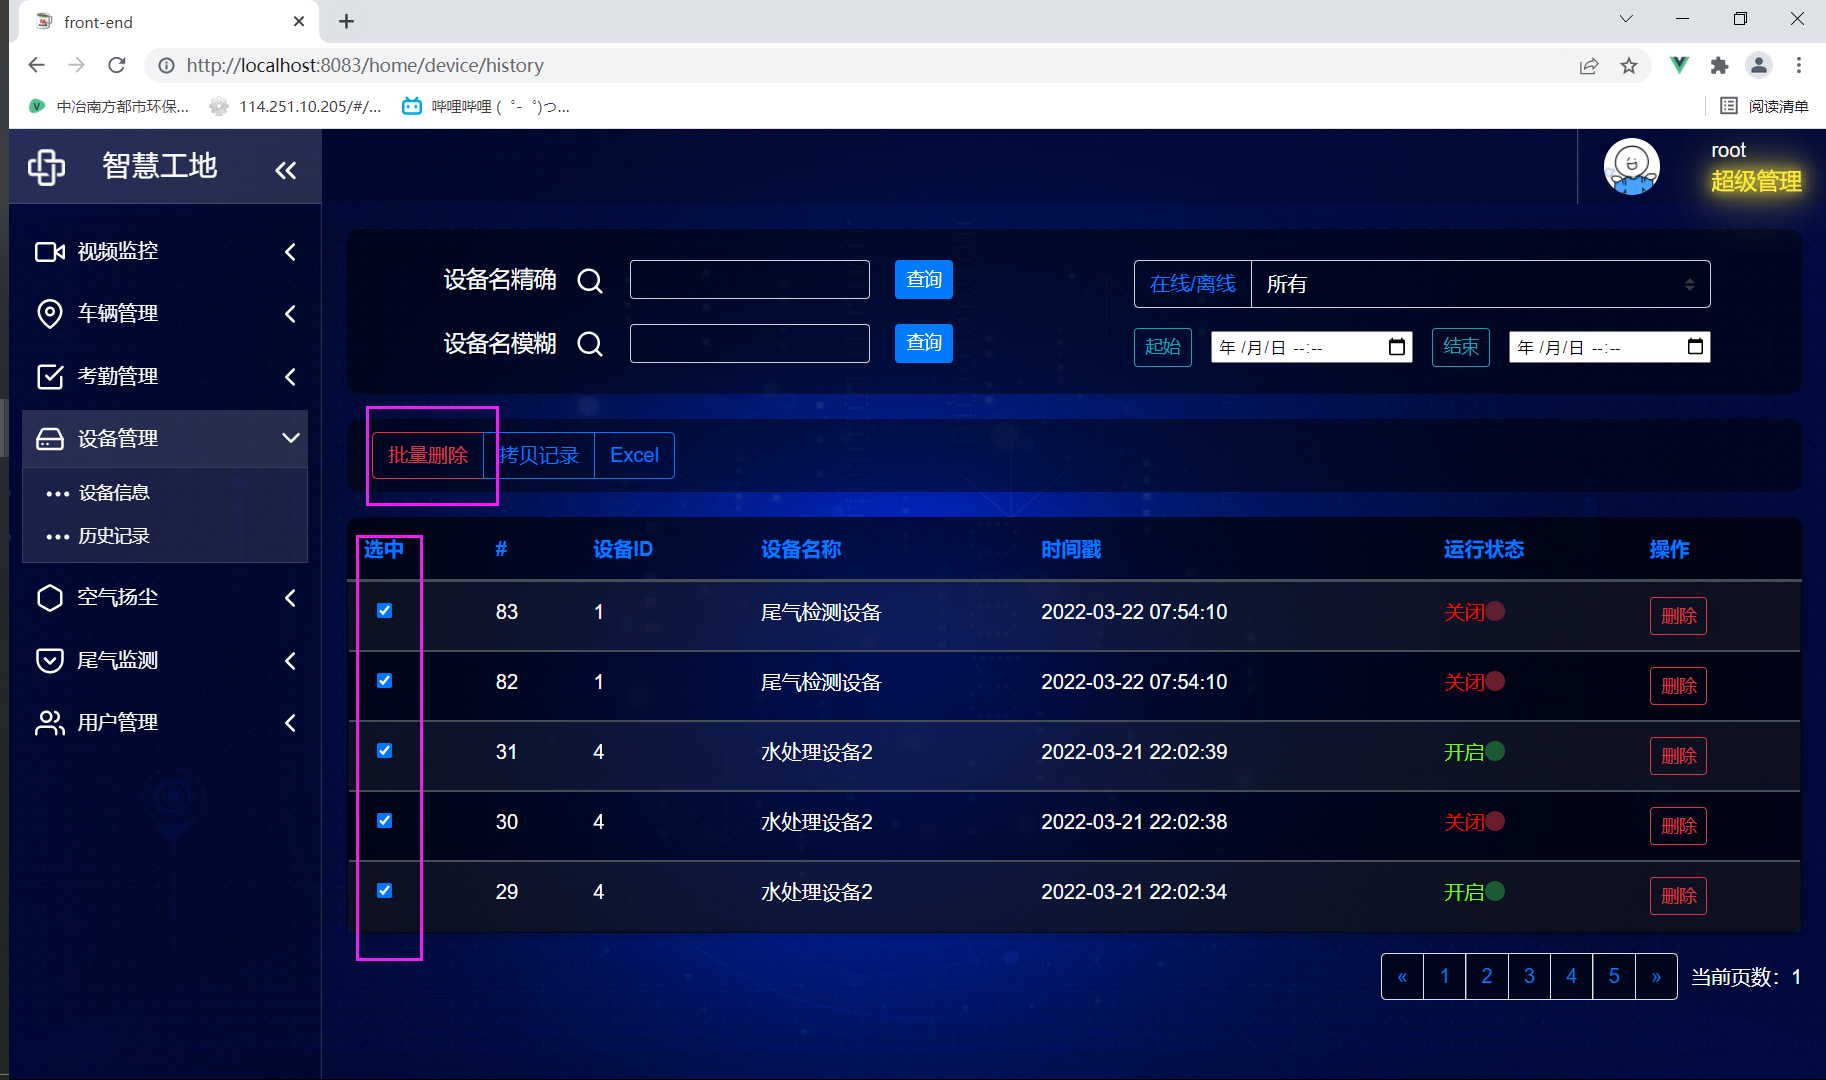 front-end
http://localhost:8083/home/device/history
中冶南方都市环保... 114.251.10.205/#/... 哔哩哔哩 ( ゜- ゜)つ... 阅读清单
智慧工地
root
超级管理
视频监控
车辆管理
考勤管理
设备管理
设备信息
历史记录
空气扬尘
尾气监测
用户管理
设备名精确 查询 在线/离线 所有
设备名模糊 查询 起始 年 /月/日 --:-- 结束 年 /月/日 --:--
批量删除 拷贝记录 Excel
选中 # 设备ID 设备名称 时间戳 运行状态 操作
83 1 尾气检测设备 2022-03-22 07:54:10 关闭 删除
82 1 尾气检测设备 2022-03-22 07:54:10 关闭 删除
31 4 水处理设备2 2022-03-21 22:02:39 开启 删除
30 4 水处理设备2 2022-03-21 22:02:38 关闭 删除
29 4 水处理设备2 2022-03-21 22:02:34 开启 删除
« 1 2 3 4 5 » 当前页数：1